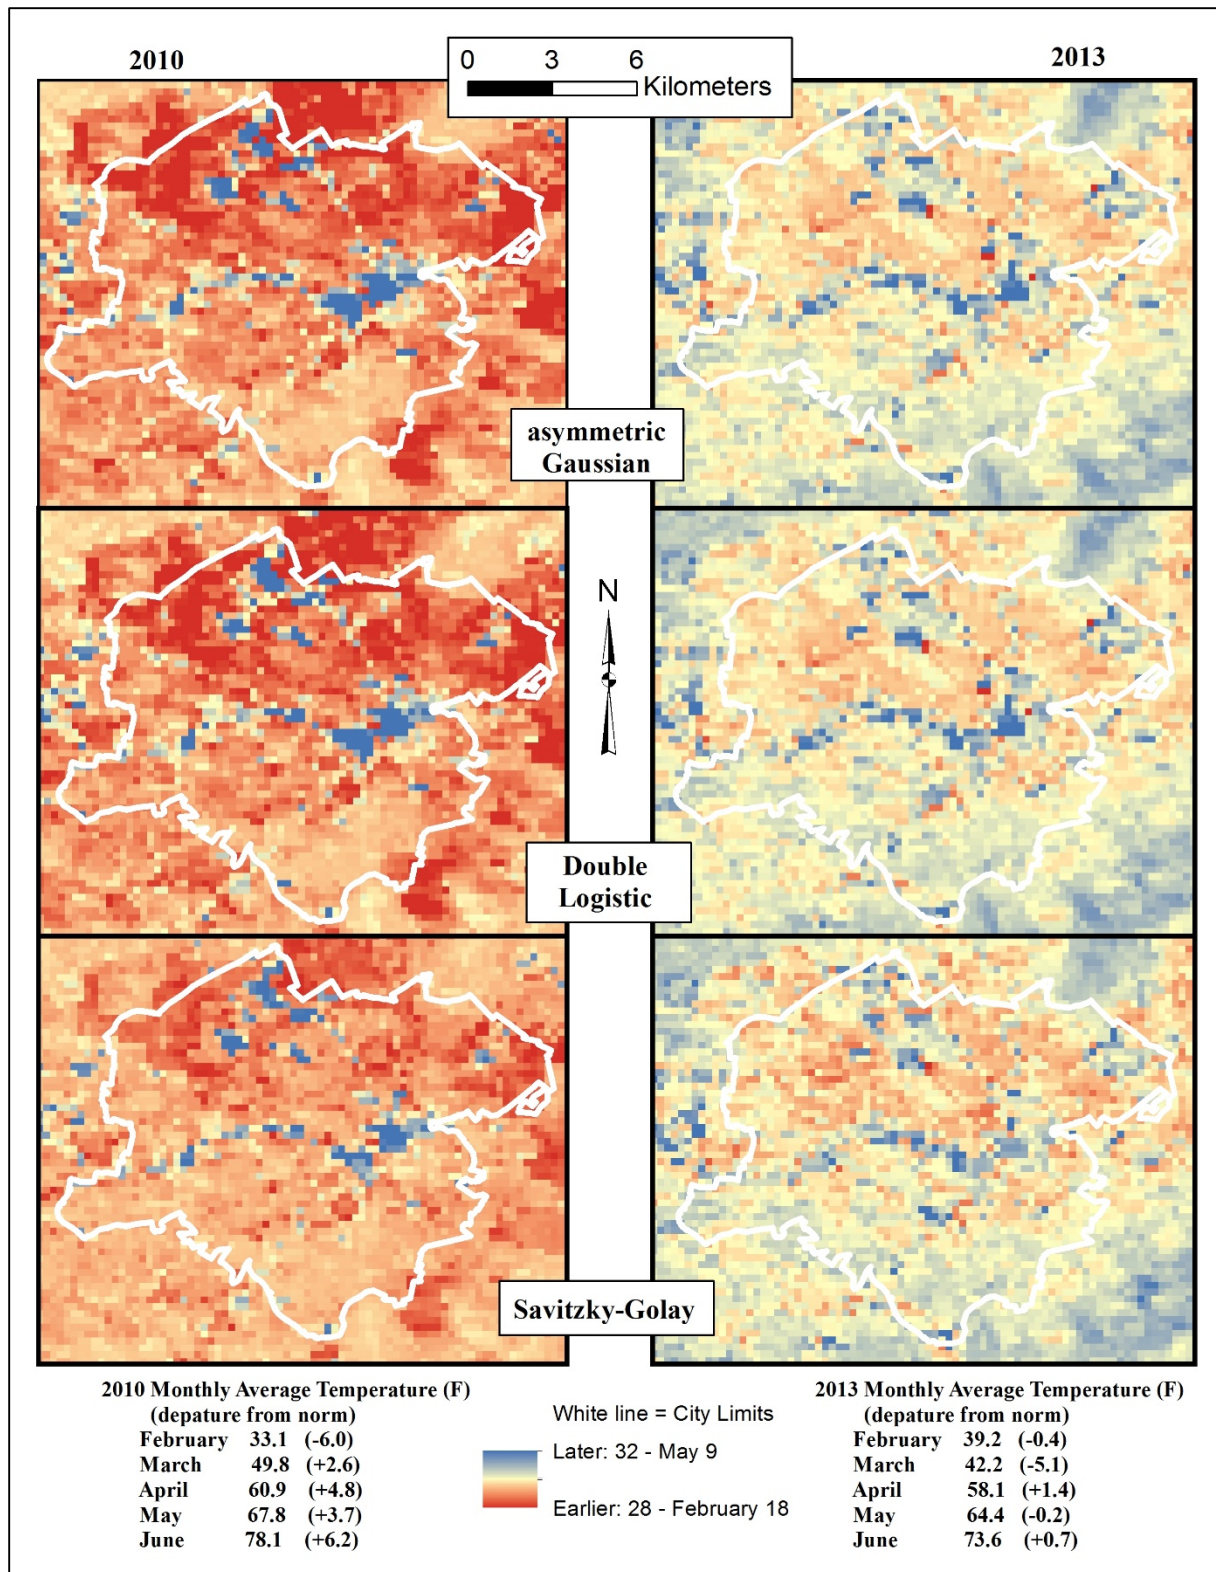 2010
2013
0 3 6
Kilometers
asymmetric
Gaussian
N
Double
Logistic
Savitzky-Golay
2010 Monthly Average Temperature (F)
(depature from norm)
February 33.1 (-6.0)
March 49.8 (+2.6)
April 60.9 (+4.8)
May 67.8 (+3.7)
June 78.1 (+6.2)
White line = City Limits
Later: 32 - May 9
Earlier: 28 - February 18
2013 Monthly Average Temperature (F)
(depature from norm)
February 39.2 (-0.4)
March 42.2 (-5.1)
April 58.1 (+1.4)
May 64.4 (-0.2)
June 73.6 (+0.7)